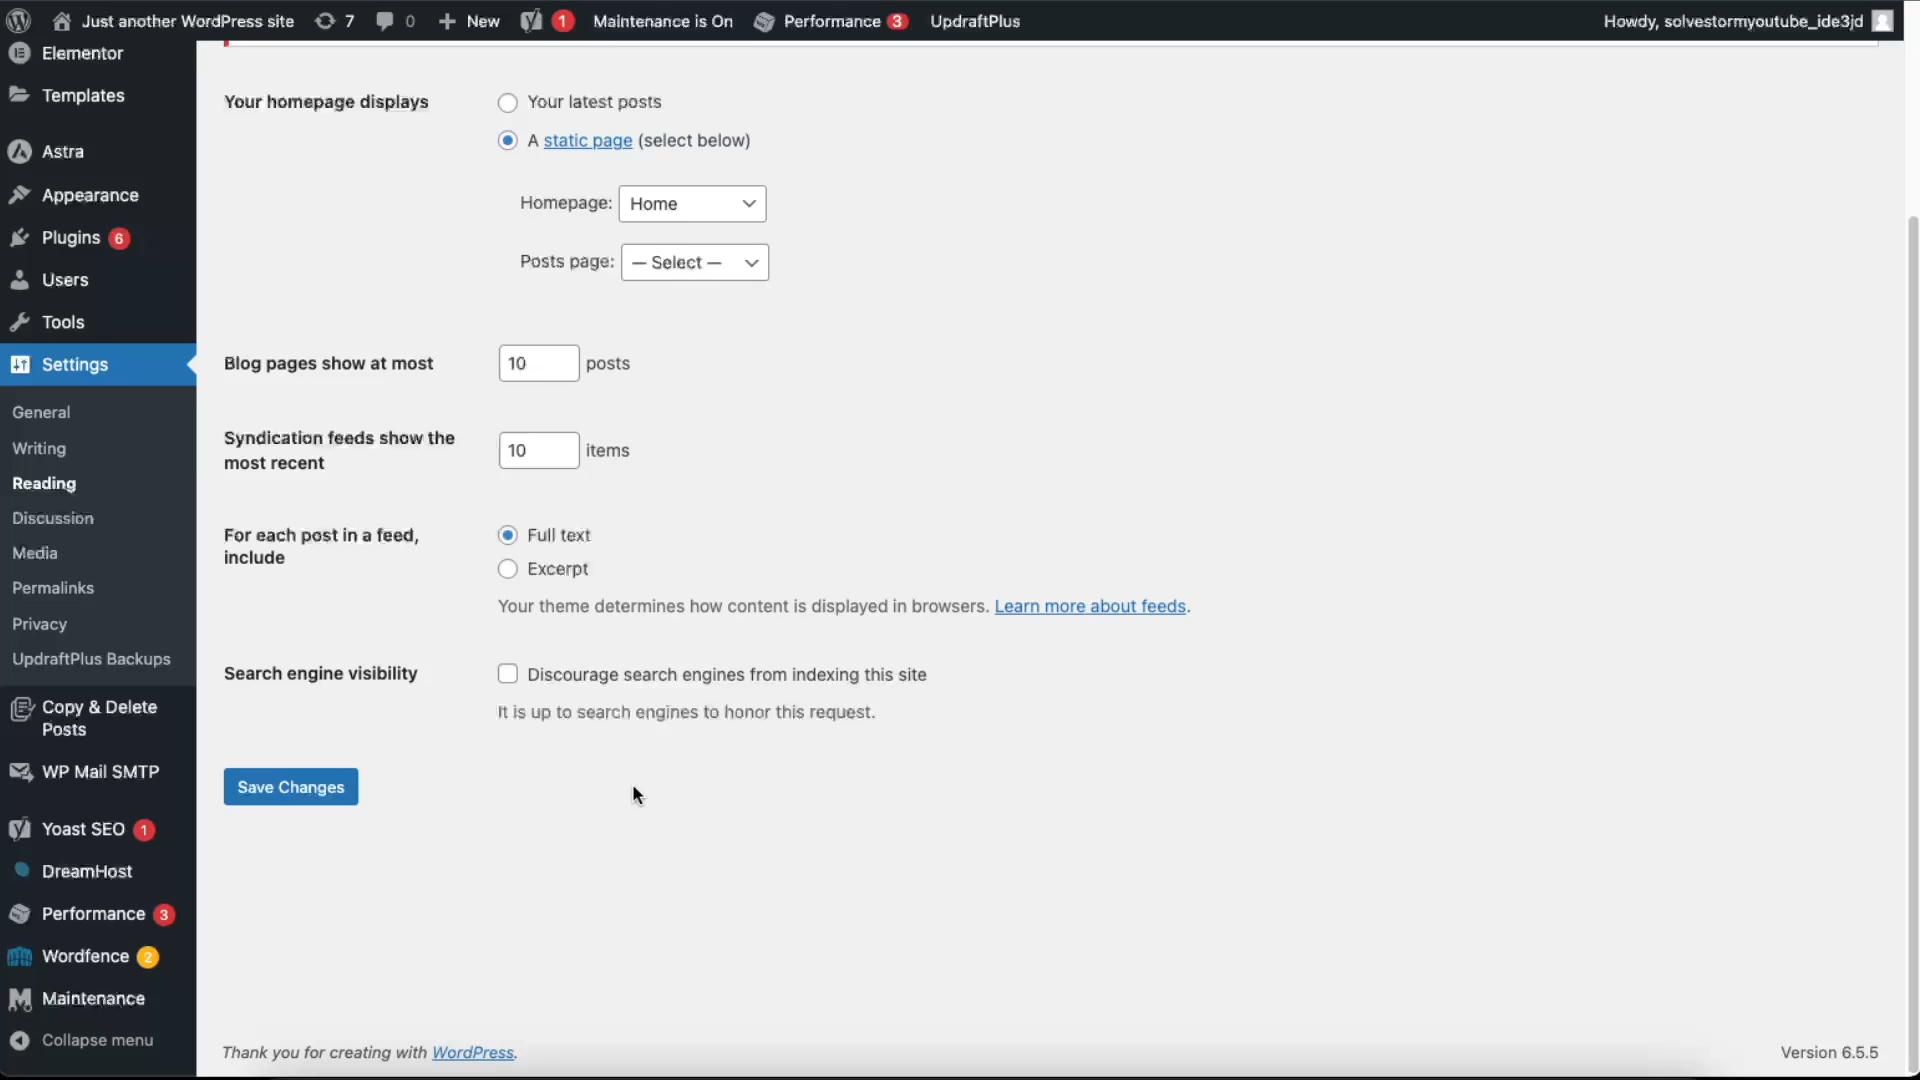 Just another WordPress site 7 0 New 1 Maintenance is On Performance 3 UpdraftPlus Howdy, solvestormyoutube_ide3jd
Elementor
Templates
Astra
Appearance
Plugins 6
Users
Tools
Settings
General
Writing
Reading
Discussion
Media
Permalinks
Privacy
UpdraftPlus Backups
Copy & Delete
Posts
WP Mail SMTP
Yoast SEO 1
DreamHost
Performance 3
Wordfence 2
Maintenance
Collapse menu
Your homepage displays
Your latest posts
A static page (select below)
Homepage: Home
Posts page: — Select —
Blog pages show at most 10 posts
Syndication feeds show the
most recent
10 items
For each post in a feed,
include
Full text
Excerpt
Your theme determines how content is displayed in browsers. Learn more about feeds.
Search engine visibility
Discourage search engines from indexing this site
It is up to search engines to honor this request.
Save Changes
Thank you for creating with WordPress.
Version 6.5.5